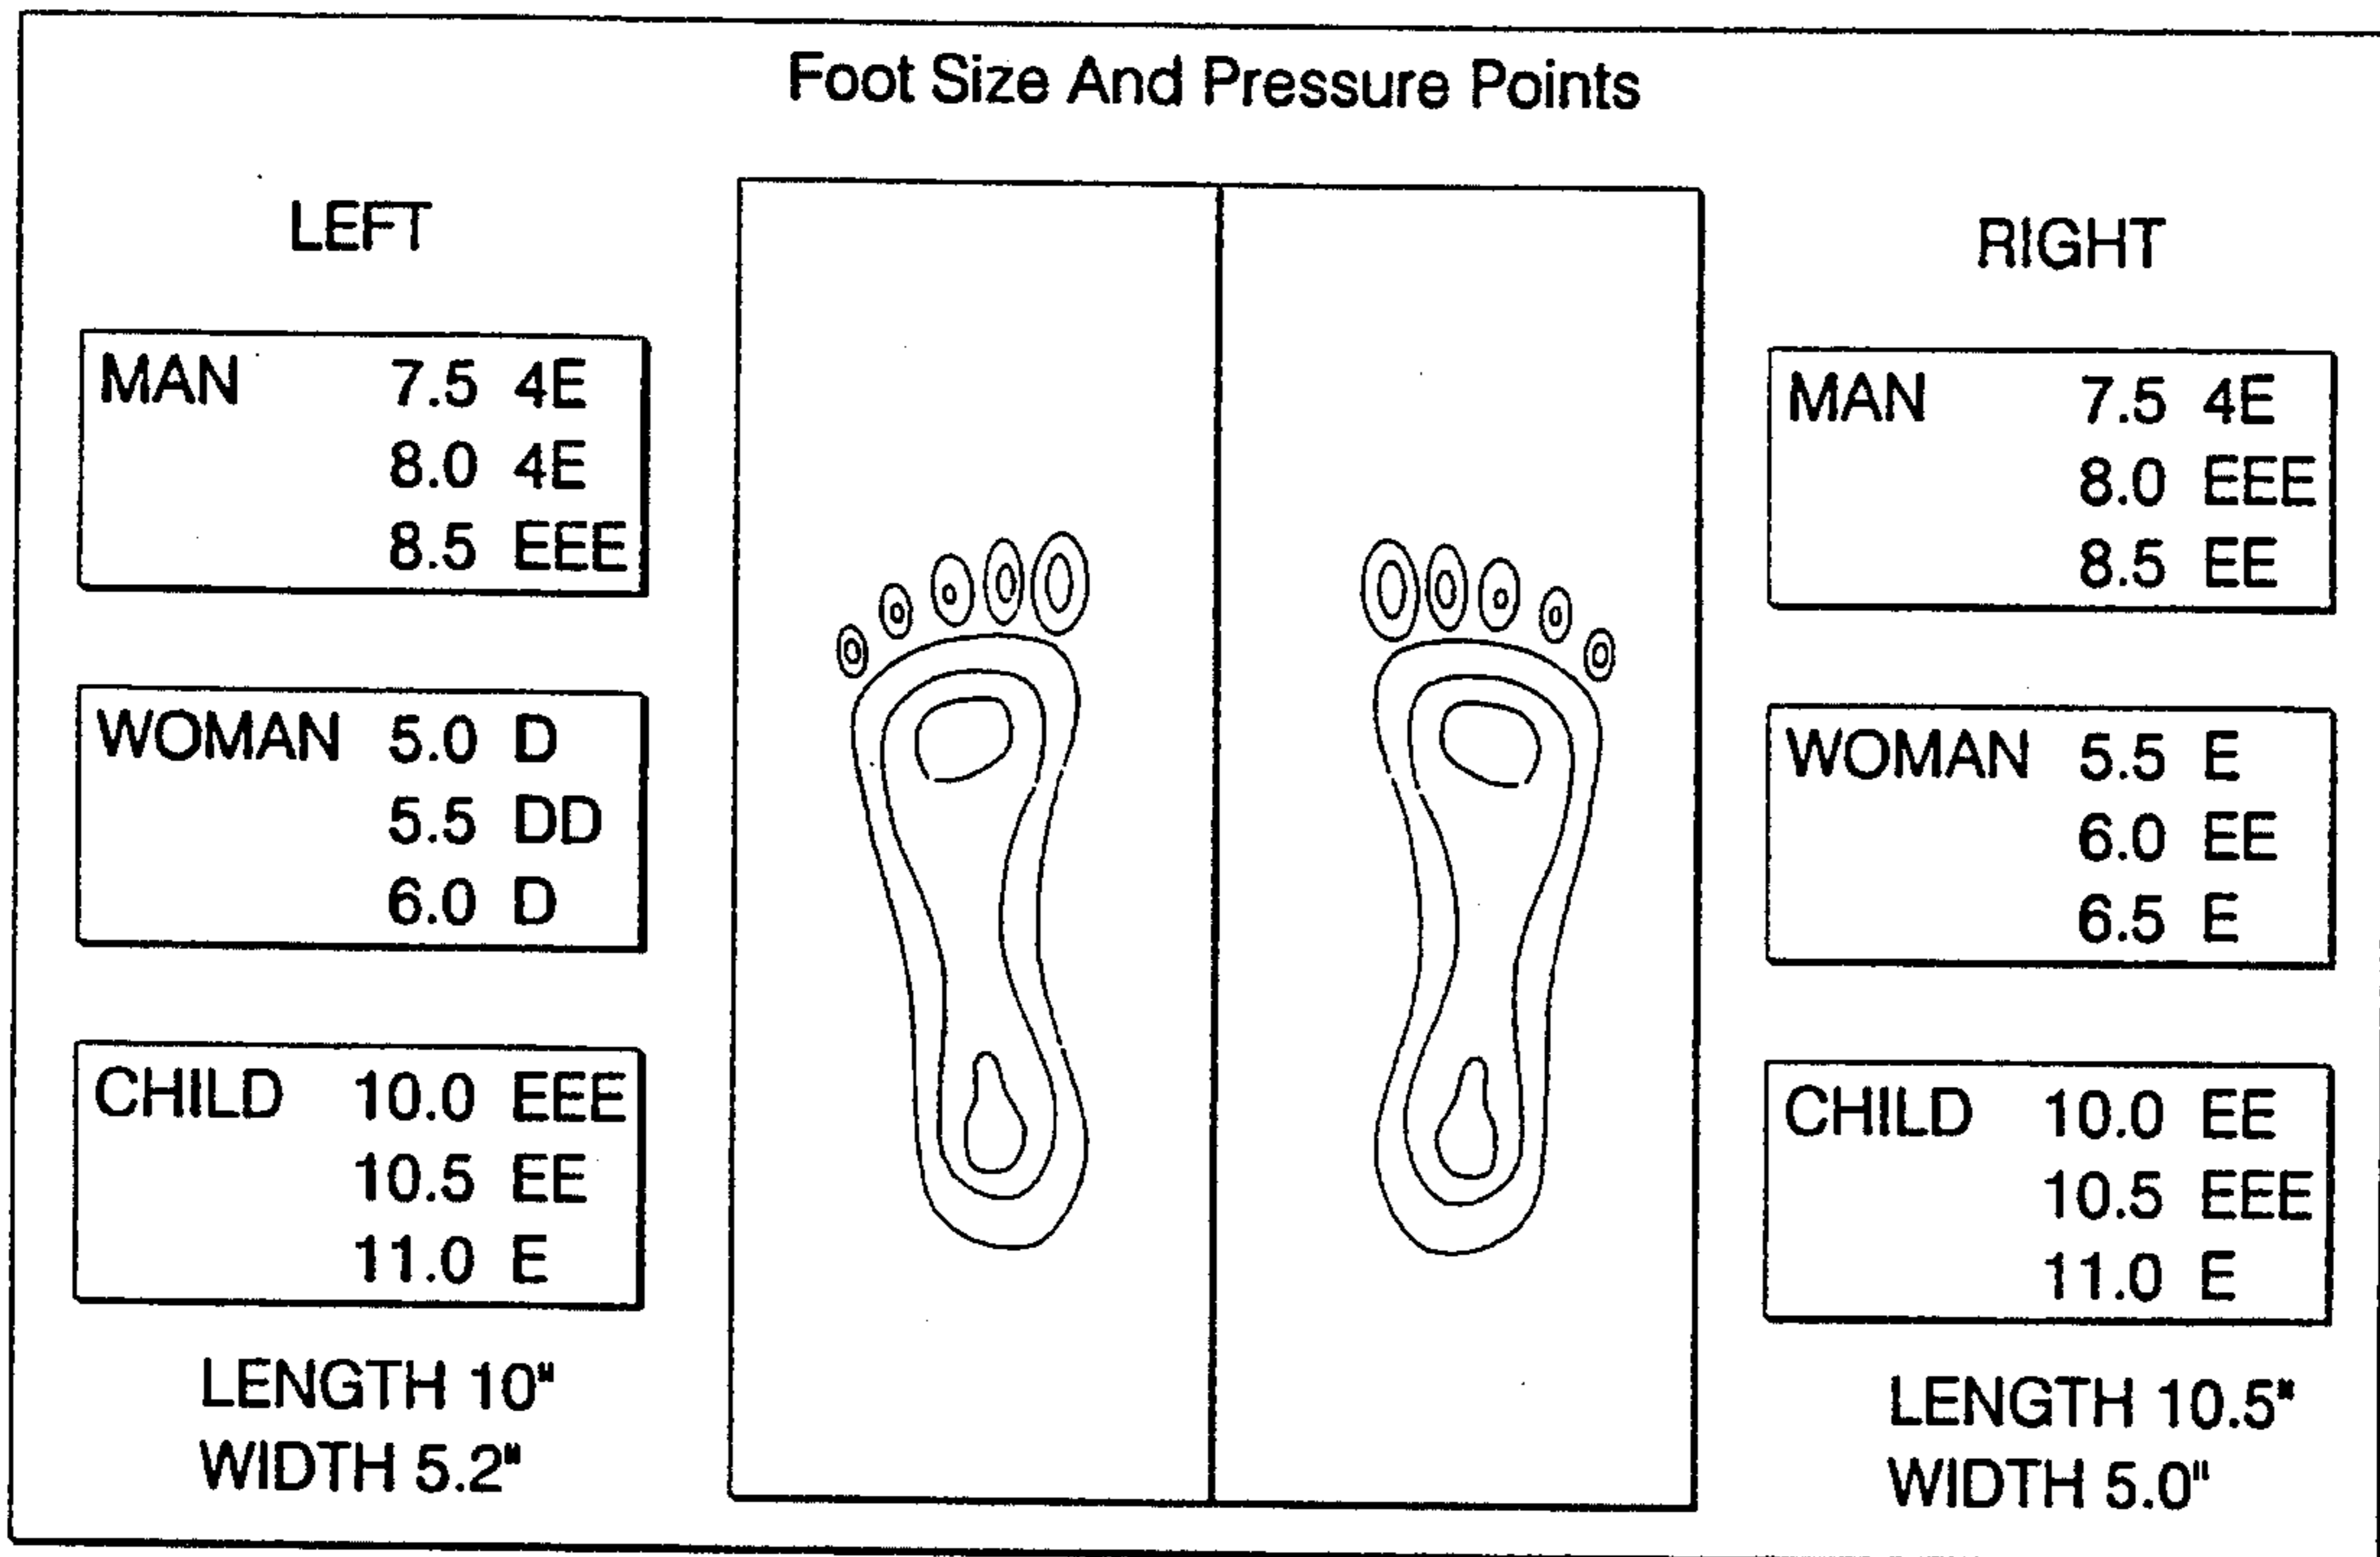 Foot Size And Pressure Points
LEFT
MAN 7.5 4E
8.0 4E
8.5 EEE
WOMAN 5.0 D
5.5 DD
6.0 D
CHILD 10.0 EEE
10.5 EE
11.0 E
LENGTH 10"
WIDTH 5.2"
RIGHT
MAN 7.5 4E
8.0 EEE
8.5 EE
WOMAN 5.5 E
6.0 EE
6.5 E
CHILD 10.0 EE
10.5 EEE
11.0 E
LENGTH 10.5"
WIDTH 5.0"